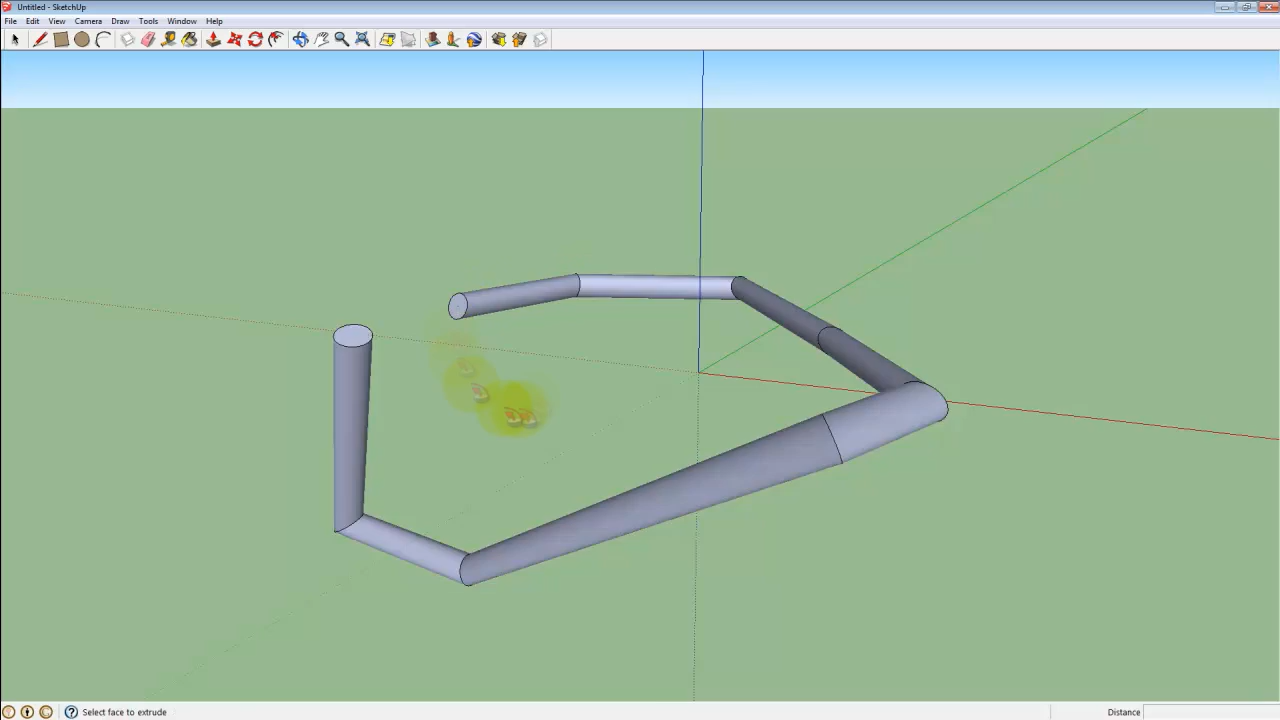 Untitled - SketchUp
File Edit View Camera Draw Tools Window Help
Select face to extrude
Distance